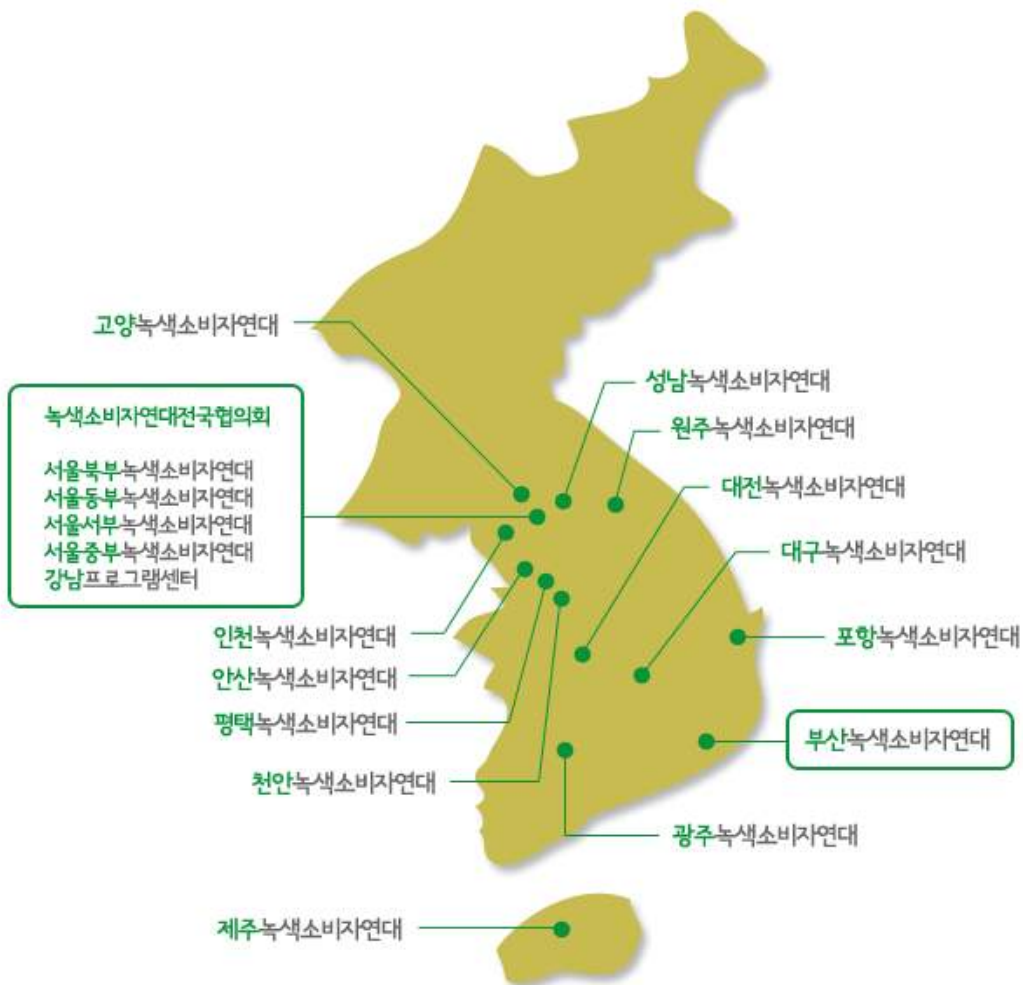 고양녹색소비자연대
녹색소비자연대전국협의회
서울북부녹색소비자연대
서울동부녹색소비자연대
서울서부녹색소비자연대
서울중부녹색소비자연대
강남프로그램센터
인천녹색소비자연대
안산녹색소비자연대
평택녹색소비자연대
천안녹색소비자연대
제주녹색소비자연대
성남녹색소비자연대
원주녹색소비자연대
대전녹색소비자연대
대구녹색소비자연대
포항녹색소비자연대
부산녹색소비자연대
광주녹색소비자연대